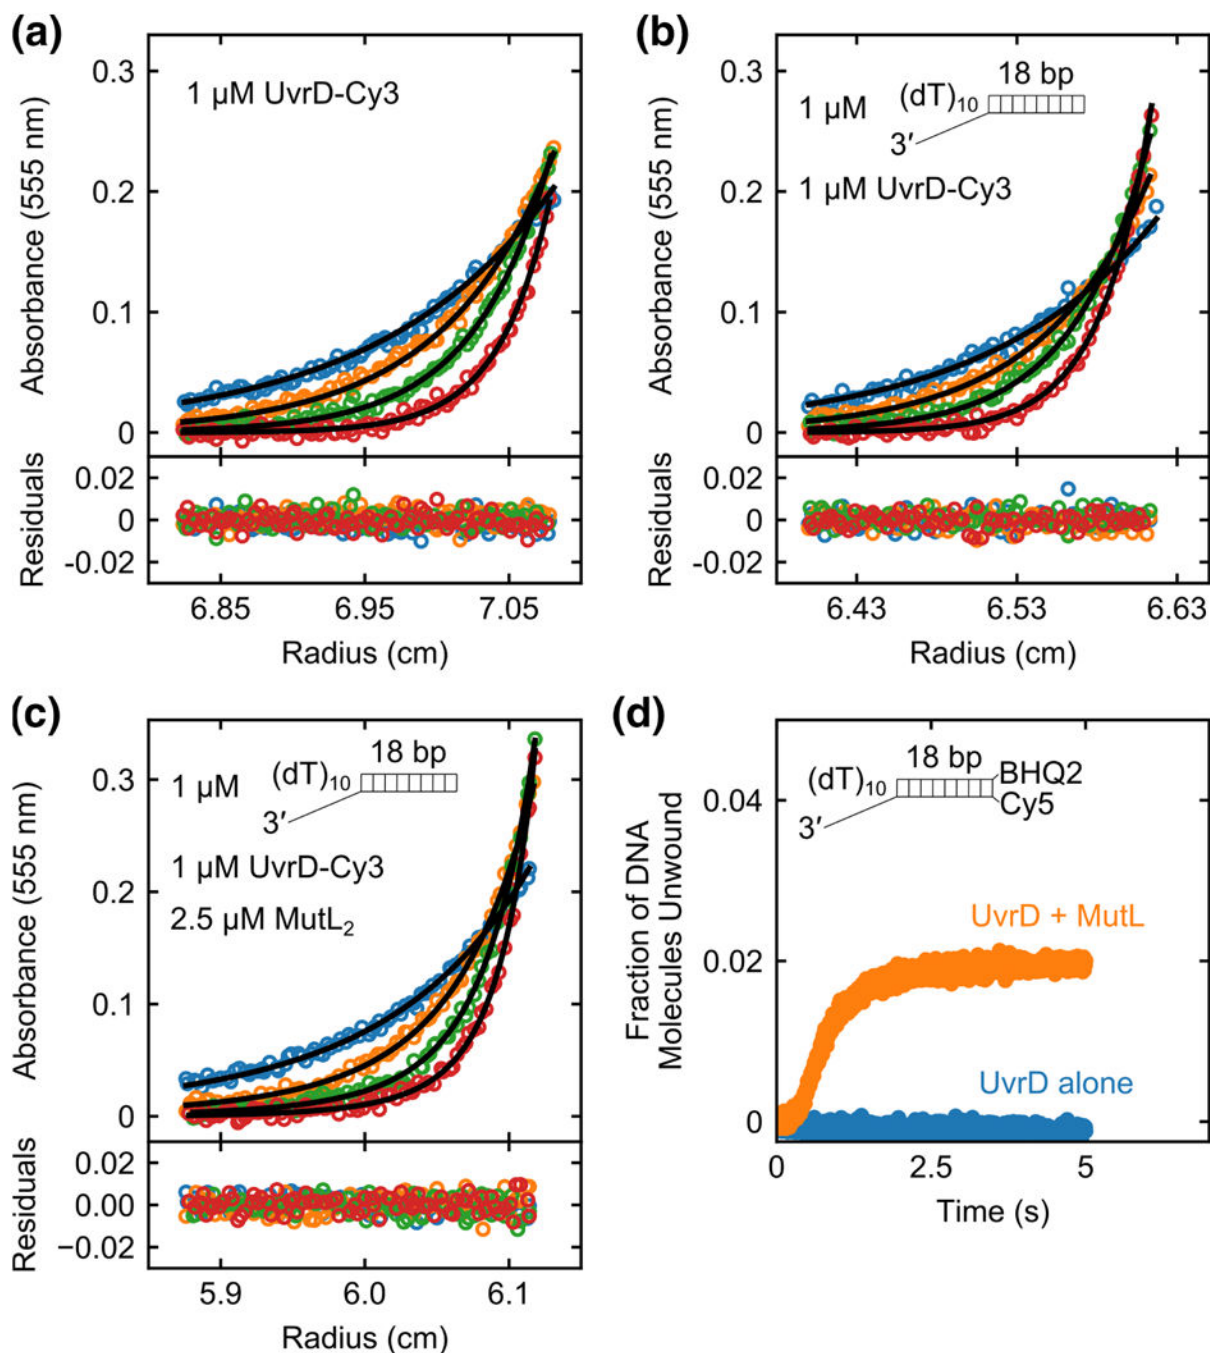 (a)
1 μM UvrD-Cy3
Absorbance (555 nm)
0.3
0.2
0.1
0
Residuals
0.02
0
-0.02
6.85 6.95 7.05
Radius (cm)
(b)
18 bp
1 μM (dT)10
3′
1 μM UvrD-Cy3
Absorbance (555 nm)
0.3
0.2
0.1
0
Residuals
0.02
0
-0.02
6.43 6.53 6.63
Radius (cm)
(c)
18 bp
1 μM (dT)10
3′
1 μM UvrD-Cy3
2.5 μM MutL2
Absorbance (555 nm)
0.3
0.2
0.1
0
Residuals
0.02
0.00
−0.02
5.9 6.0 6.1
Radius (cm)
(d)
18 bp
(dT)10
BHQ2
Cy5
3′
Fraction of DNA
Molecules Unwound
0.04
0.02
0
UvrD + MutL
UvrD alone
0 2.5 5
Time (s)